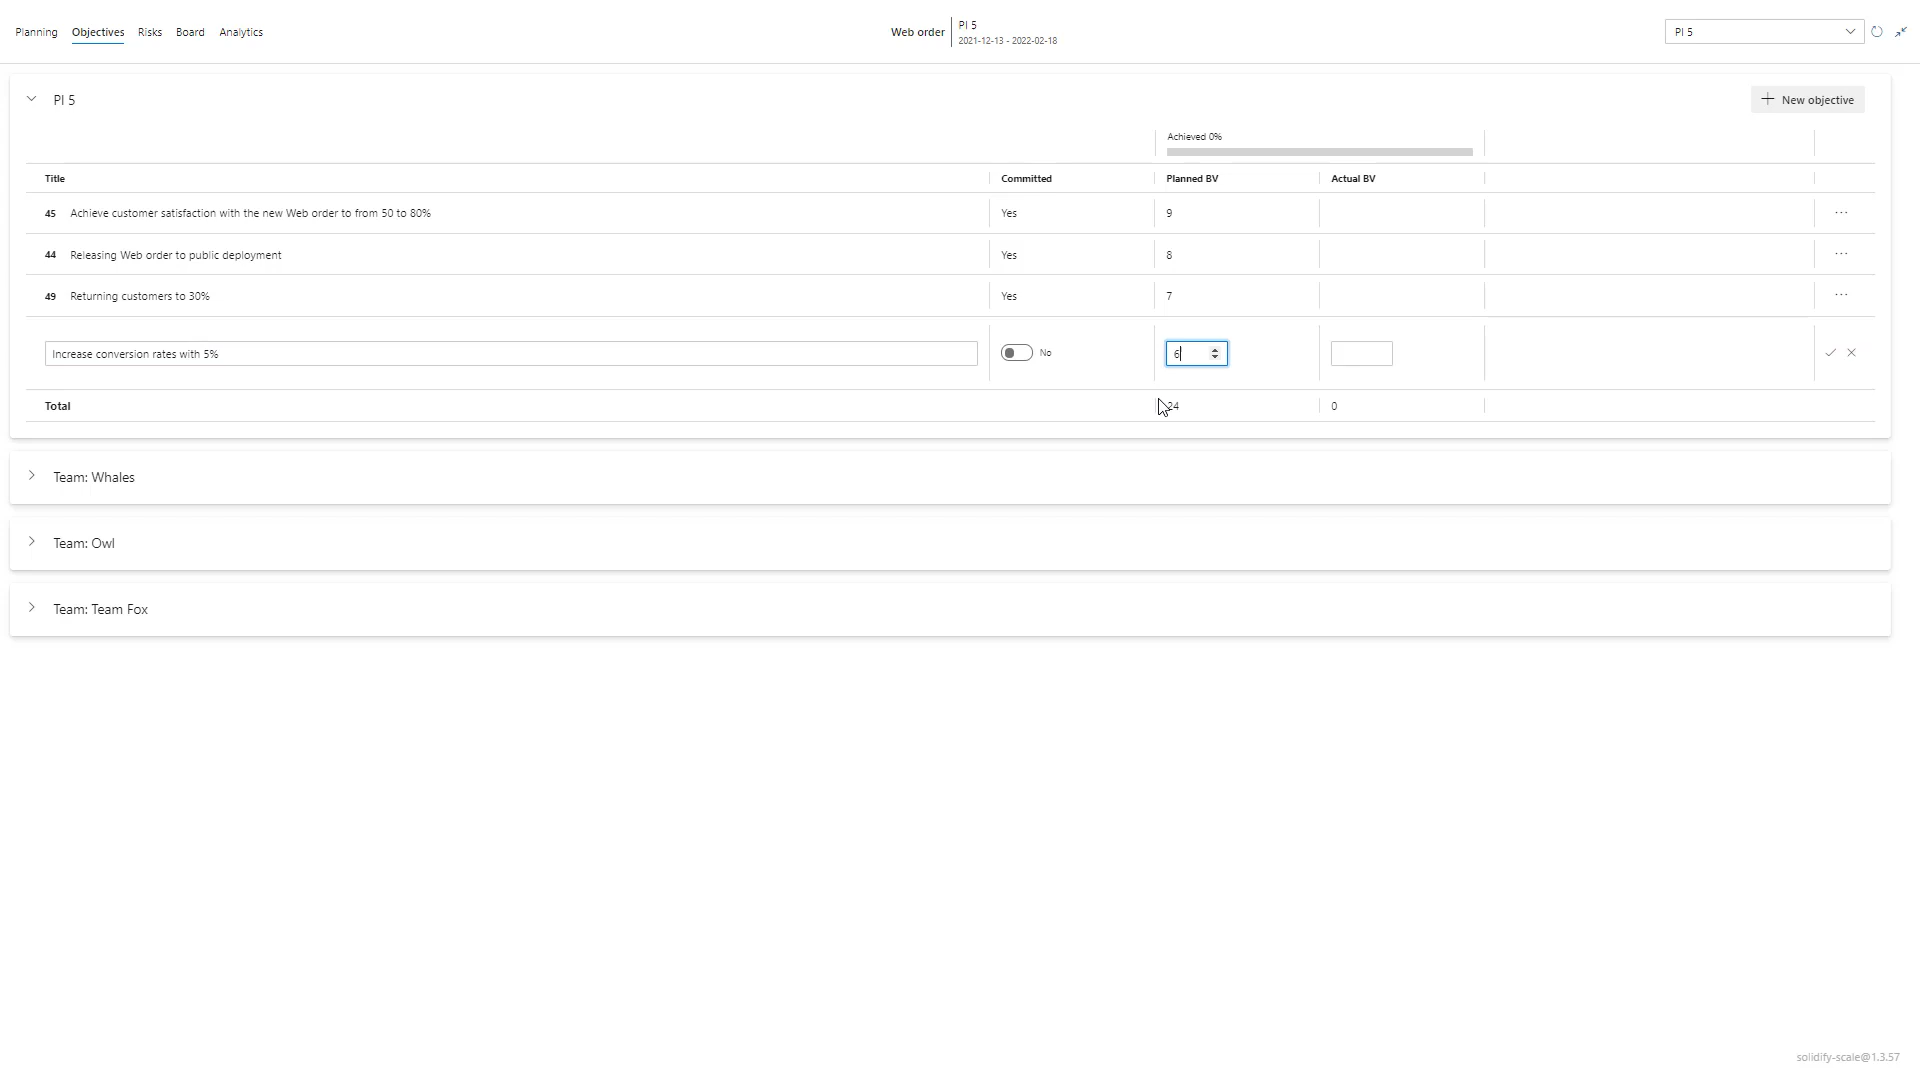 Planning Objectives Risks Board Analytics
Web order
PI 5
2021-12-13 - 2022-02-18
PI 5
PI 5
New objective
Achieved 0%
Title Committed Planned BV Actual BV
45 Achieve customer satisfaction with the new Web order to from 50 to 80% Yes 9
44 Releasing Web order to public deployment Yes 8
49 Returning customers to 30% Yes 7
Increase conversion rates with 5% No 6
Total 24 0
Team: Whales
Team: Owl
Team: Team Fox
solidify-scale@1.3.57